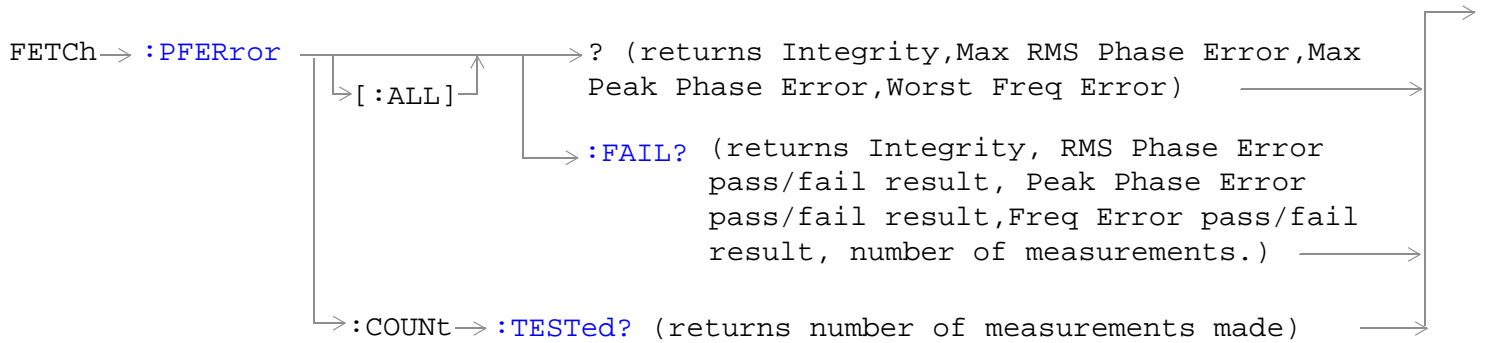 FETCh :PFERror ? (returns Integrity,Max RMS Phase Error,Max
[:ALL] Peak Phase Error,Worst Freq Error)
:FAIL? (returns Integrity, RMS Phase Error
pass/fail result, Peak Phase Error
pass/fail result,Freq Error pass/fail
result, number of measurements.)
:COUNt :TESTed? (returns number of measurements made)